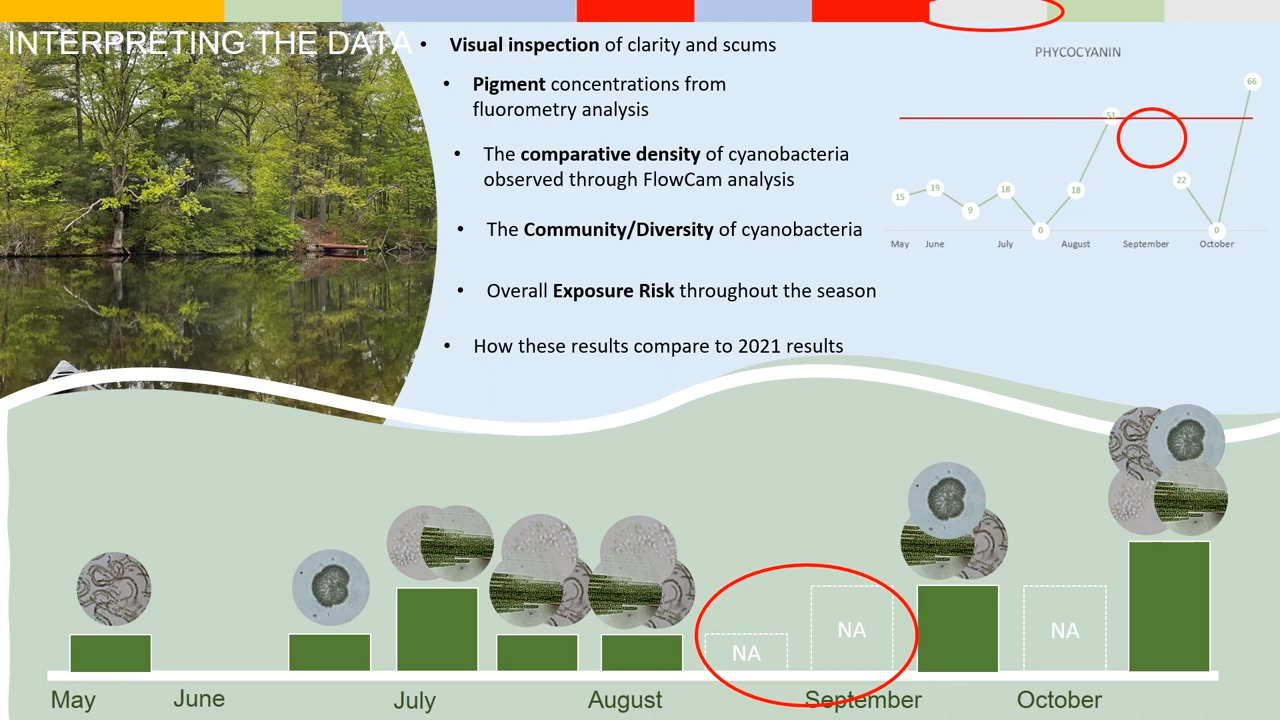 INTERPRETING THE DATA
• Visual inspection of clarity and scums
• Pigment concentrations from
fluorometry analysis
• The comparative density of cyanobacteria
observed through FlowCam analysis
• The Community/Diversity of cyanobacteria
• Overall Exposure Risk throughout the season
• How these results compare to 2021 results
PHYCOCYANIN
66
51
22
15 19 9 18 0 18 0
May June July August September October
NA NA NA
May June July August September October